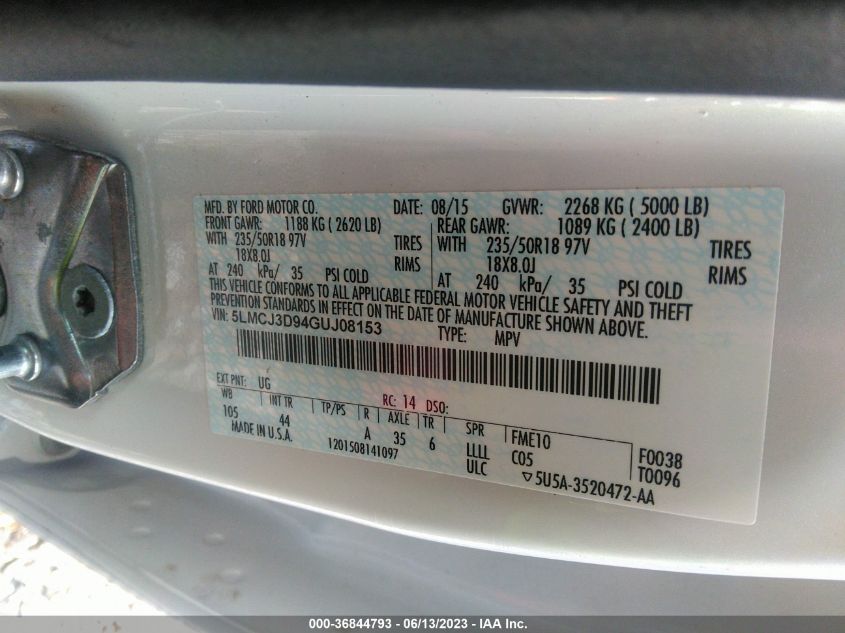 MFD. BY FORD MOTOR CO. DATE: 08/15 GVWR: 2268 KG ( 5000 LB)
FRONT GAWR: 1188 KG ( 2620 LB) REAR GAWR: 1089 KG ( 2400 LB)
WITH 235/50R18 97V TIRES WITH 235/50R18 97V TIRES
18X8.0J RIMS 18X8.0J RIMS
AT 240 kPa/ 35 PSI COLD AT 240 kPa/ 35 PSI COLD
THIS VEHICLE CONFORMS TO ALL APPLICABLE FEDERAL MOTOR VEHICLE SAFETY AND THEFT
PREVENTION STANDARDS IN EFFECT ON THE DATE OF MANUFACTURE SHOWN ABOVE.
VIN: 5LMCJ3D94GUJ08153 TYPE: MPV
EXT PNT: UG RC: 14 DSO:
WB INT TR TP/PS R AXLE TR SPR FME10 F0038
105 44 A 35 6 LLLL C05 T0096
MADE IN U.S.A. 1201508141097 ULC ▽5U5A-3520472-AA
000-36844793 - 06/13/2023 - IAA Inc.